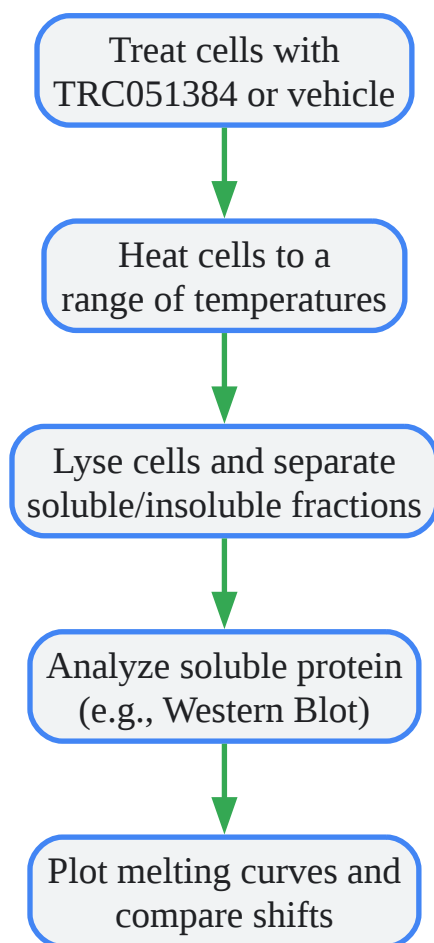 Treat cells with
TRC051384 or vehicle
Heat cells to a
range of temperatures
Lyse cells and separate
soluble/insoluble fractions
Analyze soluble protein
(e.g., Western Blot)
Plot melting curves and
compare shifts